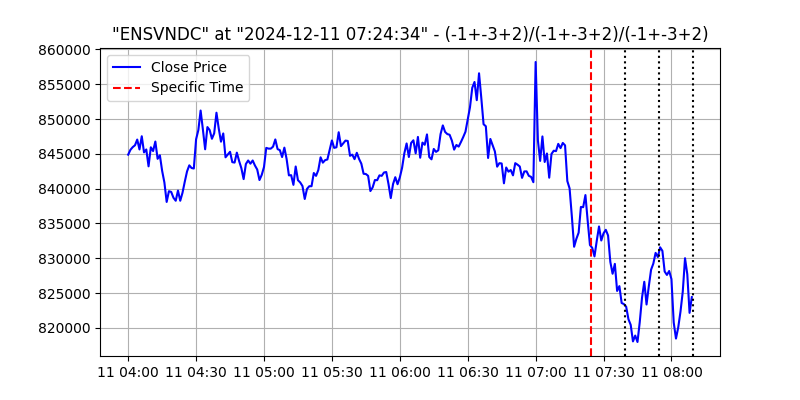 "ENSVNDC" at "2024-12-11 07:24:34" - (-1+-3+2)/(-1+-3+2)/(-1+-3+2)
860000
855000
850000
845000
840000
835000
830000
825000
820000
Close Price
Specific Time
11 04:00 11 04:30 11 05:00 11 05:30 11 06:00 11 06:30 11 07:00 11 07:30 11 08:00